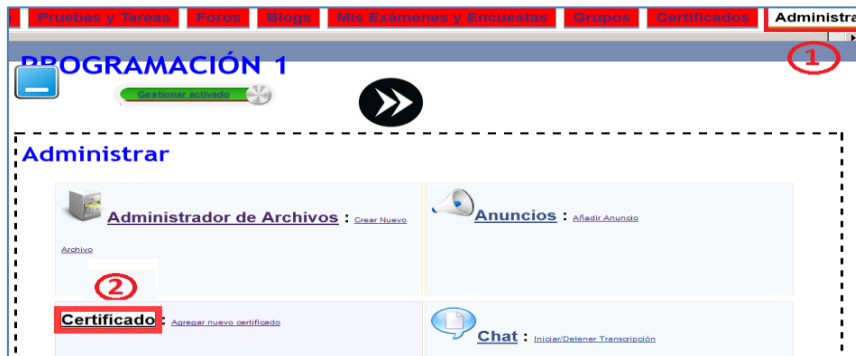 Pruebas y Tareas Foros Blogs Mis Exámenes y Encuestas Grupos Certificados Administra
1
PROGRAMACIÓN 1
Gestionar activado
Administrar
Administrador de Archivos : Crear Nuevo
Archivo
Anuncios : Añadir Anuncio
2
Certificado : Agregar nuevo certificado
Chat : Iniciar/Detener Transcripción